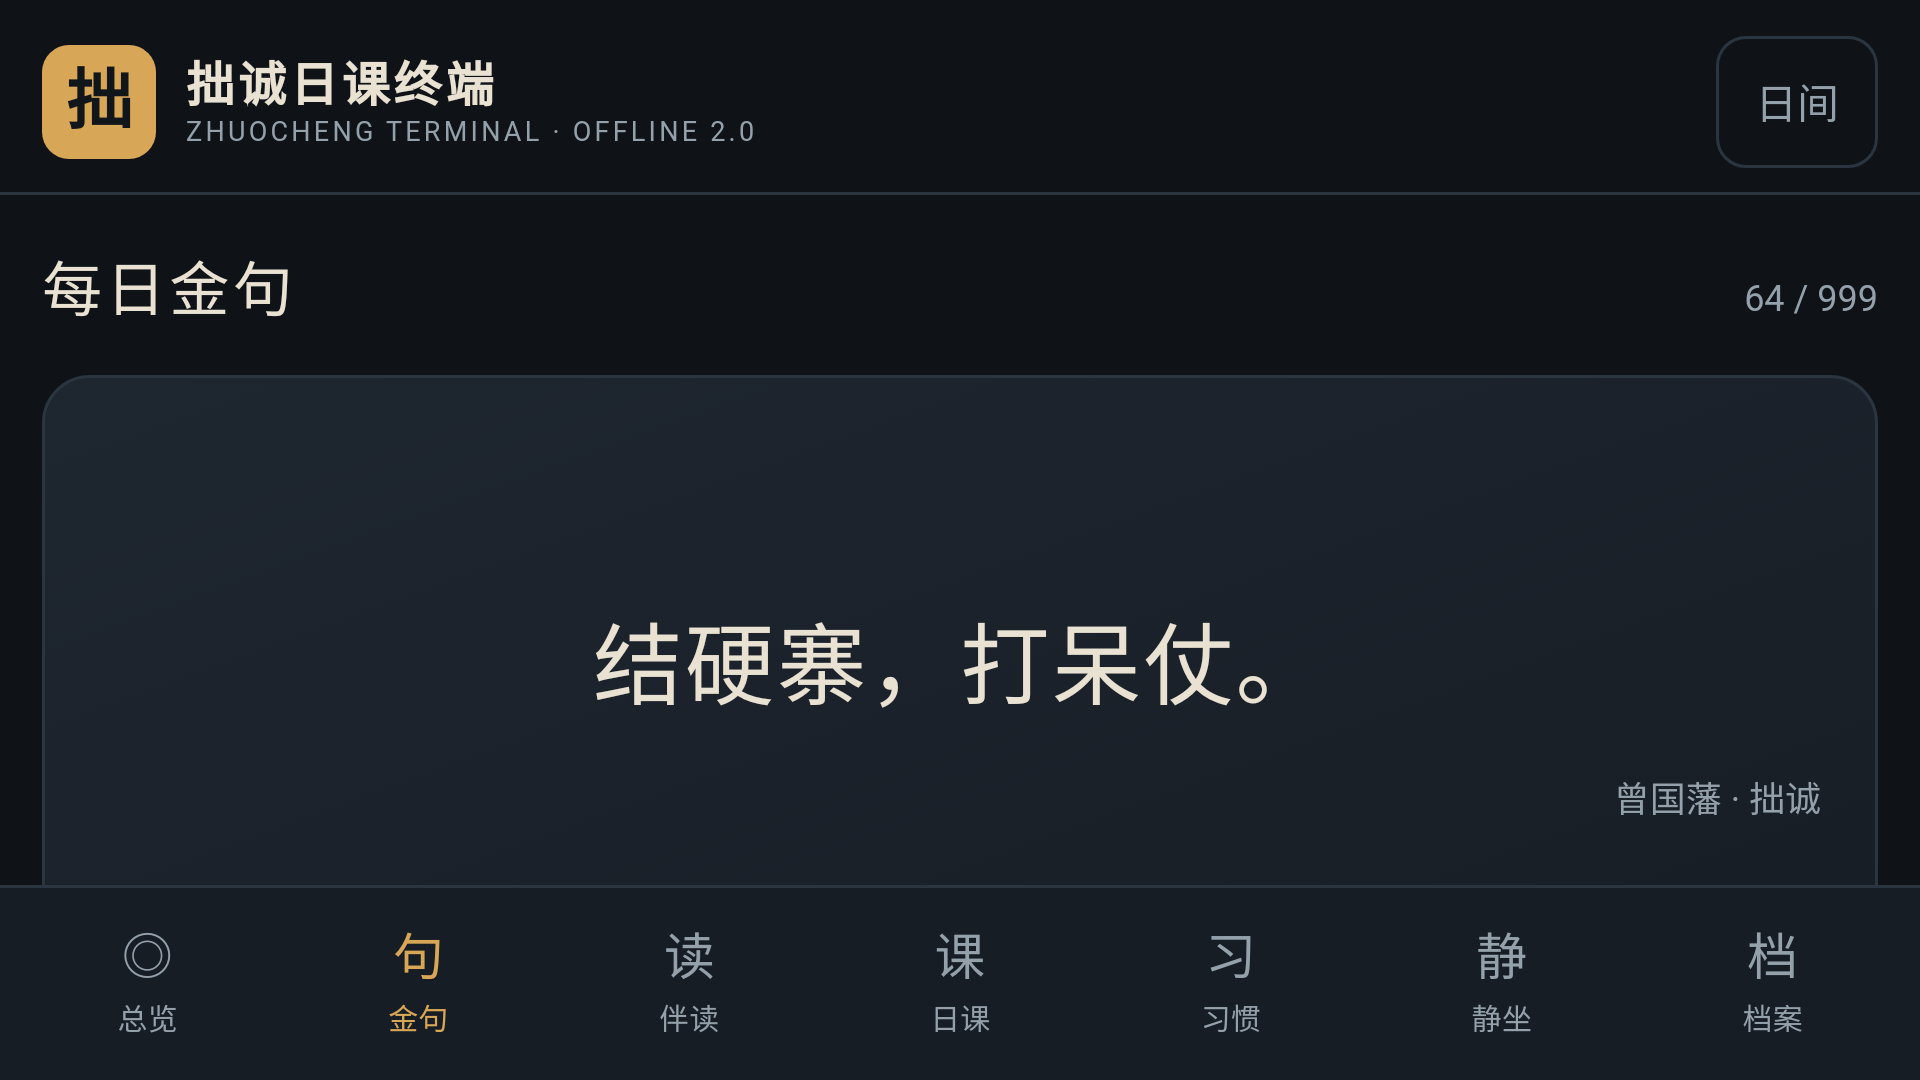 拙
拙诚日课终端
ZHUOCHENG TERMINAL · OFFLINE 2.0
日间
每日金句
64 / 999
结硬寨，打呆仗。
曾国藩 · 拙诚
◎ 句 读 课 习 静 档
总览 金句 伴读 日课 习惯 静坐 档案